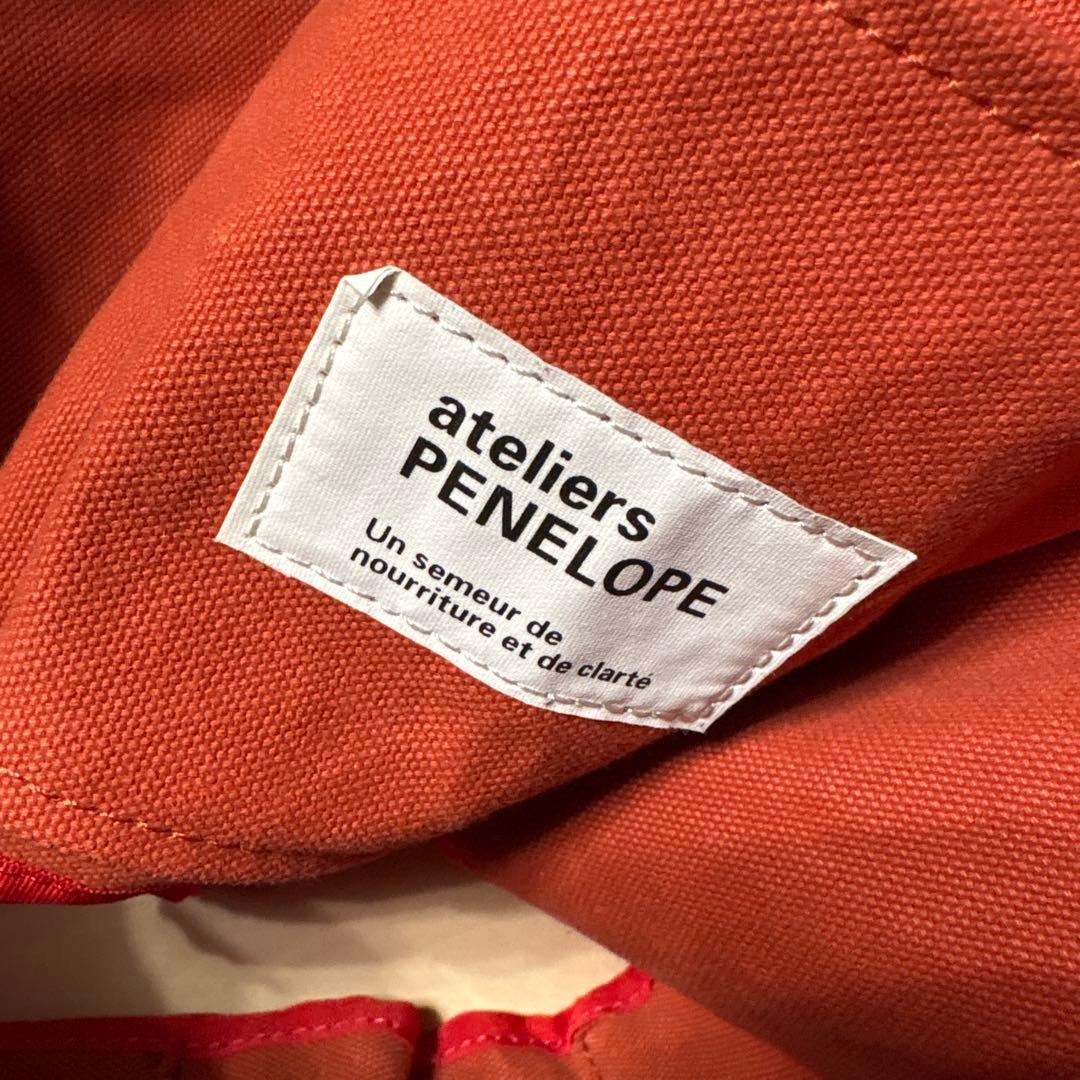 ateliers
PENELOPE
Un semeur de
nourriture et de clarté